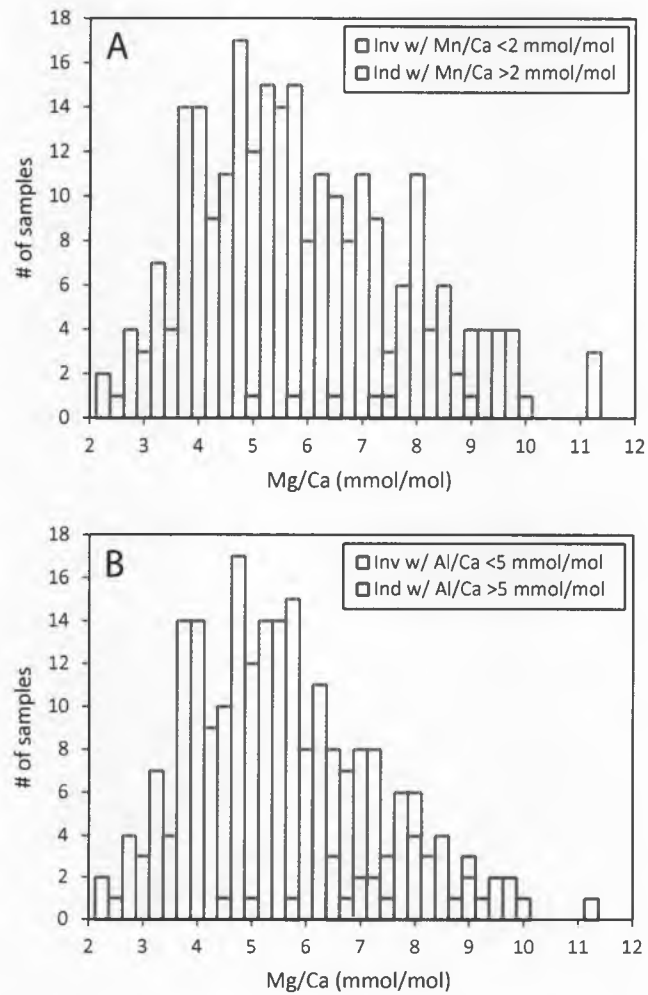 A
Inv w/ Mn/Ca <2 mmol/mol
Ind w/ Mn/Ca >2 mmol/mol
18
16
14
12
10
8
6
4
2
0
# of samples
2 3 4 5 6 7 8 9 10 11 12
Mg/Ca (mmol/mol)
B
Inv w/ Al/Ca <5 mmol/mol
Ind w/ Al/Ca >5 mmol/mol
18
16
14
12
10
8
6
4
2
0
# of samples
2 3 4 5 6 7 8 9 10 11 12
Mg/Ca (mmol/mol)